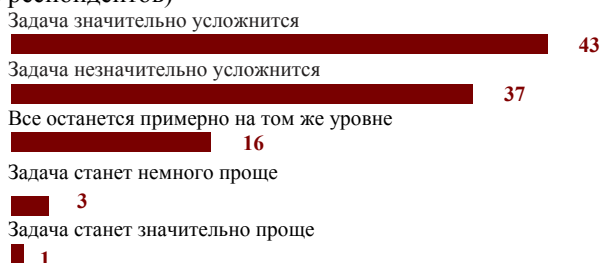 респондентов)
Задача значительно усложнится
43
Задача незначительно усложнится
37
Все останется примерно на том же уровне
16
Задача станет немного проще
3
Задача станет значительно проще
1